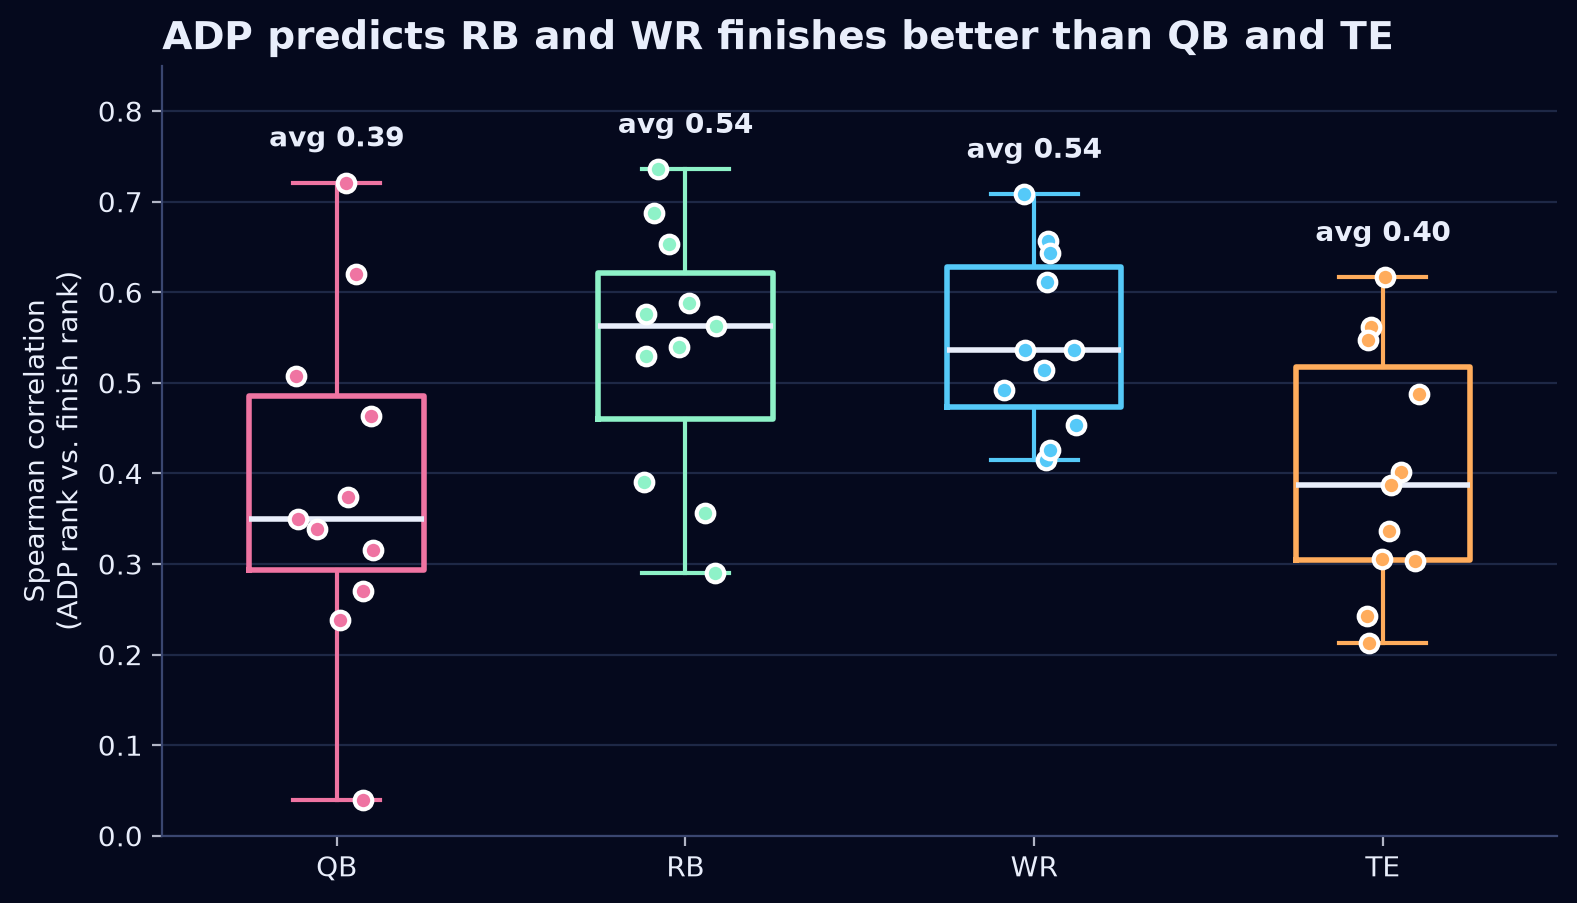 ADP predicts RB and WR finishes better than QB and TE
Spearman correlation
(ADP rank vs. finish rank)
0.8
0.7
0.6
0.5
0.4
0.3
0.2
0.1
0.0
avg 0.39
avg 0.54
avg 0.54
avg 0.40
QB
RB
WR
TE